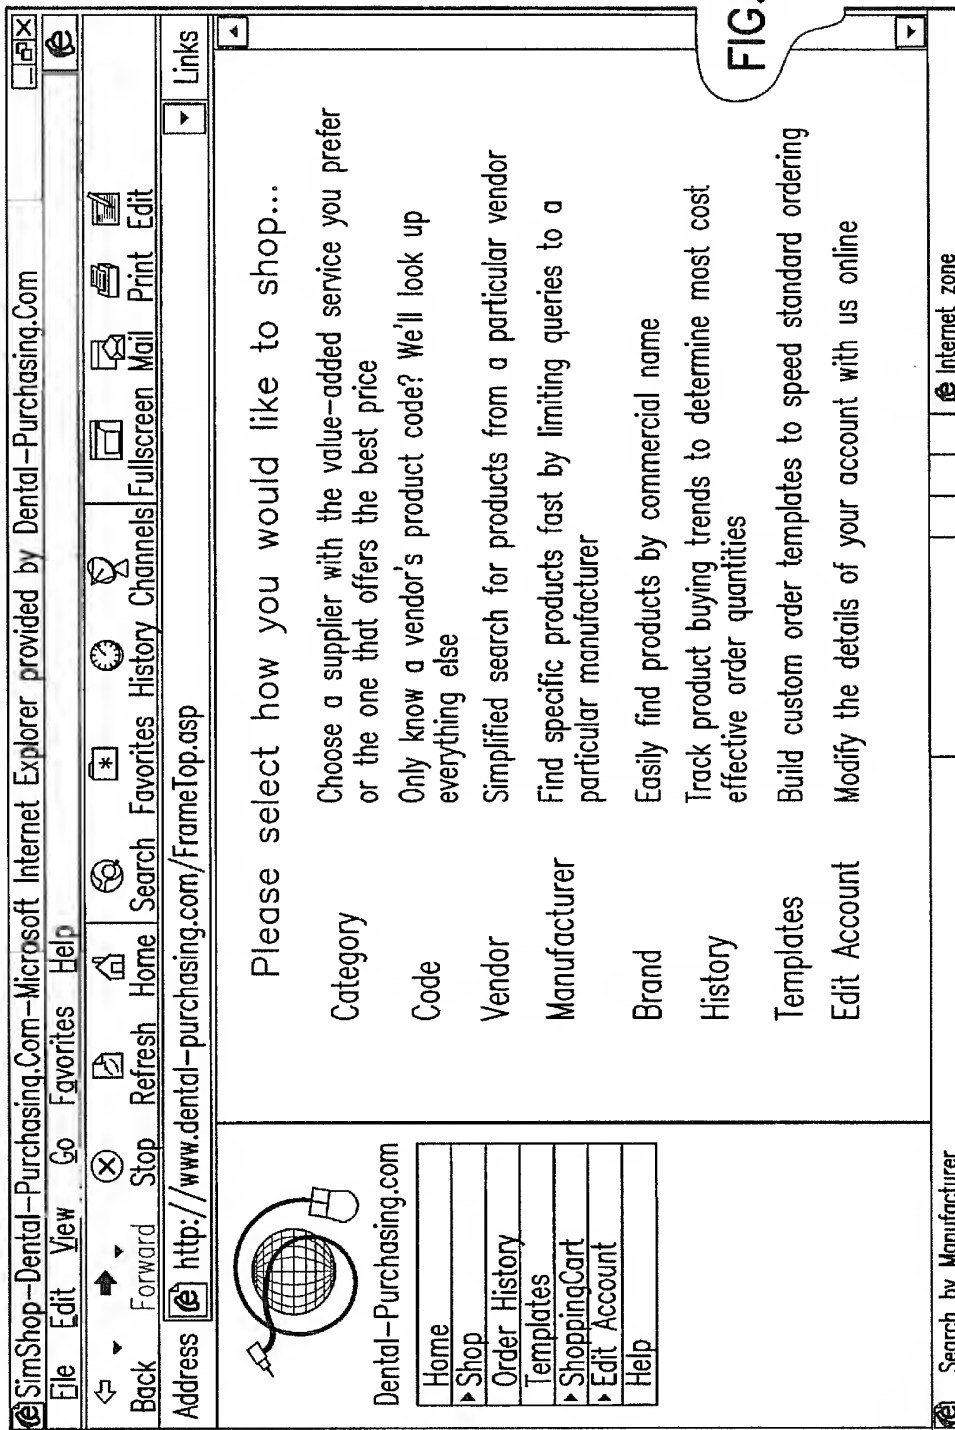 SimShop-Dental-Purchasing.Com-Microsoft Internet Explorer provided by Dental-Purchasing.Com
File Edit View Go Favorites Help
Back Forward Stop Refresh Home Search Favorites History Channels Fullscreen Mail Print Edit
Address http://www.dental-purchasing.com/FrameTop.asp Links
Dental-Purchasing.com
Home
Shop
Order History
Templates
ShoppingCart
Edit Account
Help
Please select how you would like to shop...
Category Choose a supplier with the value-added service you prefer
or the one that offers the best price
Code Only know a vendor's product code? We'll look up
everything else
Vendor Simplified search for products from a particular vendor
Manufacturer Find specific products fast by limiting queries to a
particular manufacturer
Brand Easily find products by commercial name
History Track product buying trends to determine most cost
effective order quantities
Templates Build custom order templates to speed standard ordering
Edit Account Modify the details of your account with us online
FIG.
Search by Manufacturer Internet zone